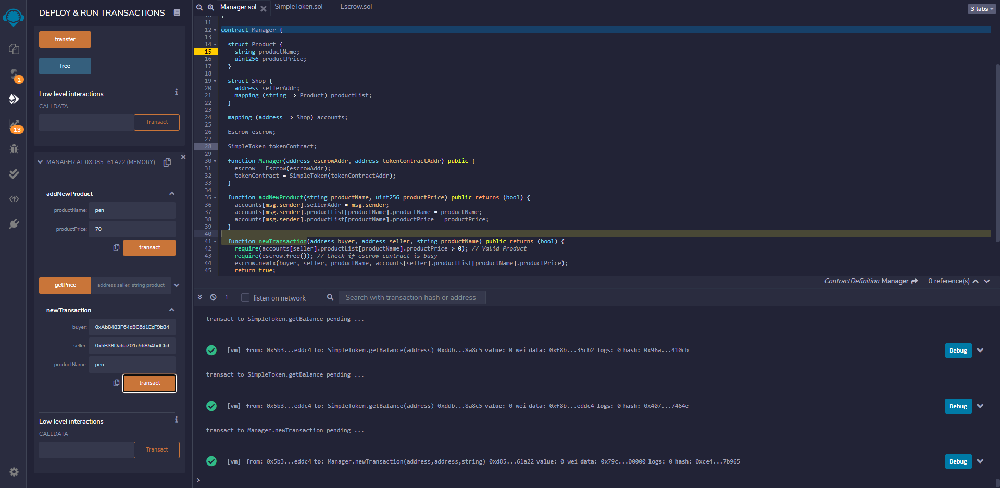 DEPLOY & RUN TRANSACTIONS
transfer
free
Low level interactions
CALLDATA
Transact
MANAGER AT 0XD85...61A22 (MEMORY)
addNewProduct
productName: pen
productPrice: 70
transact
getPrice address seller, string product
newTransaction
buyer: 0xAb8483F64d9C6d1EcF9b84
seller: 0x5B38Da6a701c568545dCfcB
productName: pen
transact
Low level interactions
CALLDATA
Transact
1
13
Manager.sol SimpleToken.sol Escrow.sol 3 tabs
11
12 contract Manager {
13
14 struct Product {
15 string productName;
16 uint256 productPrice;
17 }
18
19 struct Shop {
20 address sellerAddr;
21 mapping (string => Product) productList;
22 }
23
24 mapping (address => Shop) accounts;
25
26 Escrow escrow;
27
28 SimpleToken tokenContract;
29
30 function Manager(address escrowAddr, address tokenContractAddr) public {
31 escrow = Escrow(escrowAddr);
32 tokenContract = SimpleToken(tokenContractAddr);
33 }
34
35 function addNewProduct(string productName, uint256 productPrice) public returns (bool) {
36 accounts[msg.sender].sellerAddr = msg.sender;
37 accounts[msg.sender].productList[productName].productName = productName;
38 accounts[msg.sender].productList[productName].productPrice = productPrice;
39 }
40
41 function newTransaction(address buyer, address seller, string productName) public returns (bool) {
42 require(accounts[seller].productList[productName].productPrice > 0); // Valid Product
43 require(escrow.free()); // Check if escrow contract is busy
44 escrow.newTx(buyer, seller, productName, accounts[seller].productList[productName].productPrice);
45 return true;
ContractDefinition Manager 0 reference(s)
1 listen on network Search with transaction hash or address
transact to SimpleToken.getBalance pending ...
[vm] from: 0x5b3...eddc4 to: SimpleToken.getBalance(address) 0xddb...8a8c5 value: 0 wei data: 0xf8b...35cb2 logs: 0 hash: 0x96a...410cb Debug
transact to SimpleToken.getBalance pending ...
[vm] from: 0x5b3...eddc4 to: SimpleToken.getBalance(address) 0xddb...8a8c5 value: 0 wei data: 0xf8b...eddc4 logs: 0 hash: 0x407...7464e Debug
transact to Manager.newTransaction pending ...
[vm] from: 0x5b3...eddc4 to: Manager.newTransaction(address,address,string) 0xd85...61a22 value: 0 wei data: 0x79c...00000 logs: 0 hash: 0xce4...7b965 Debug
>